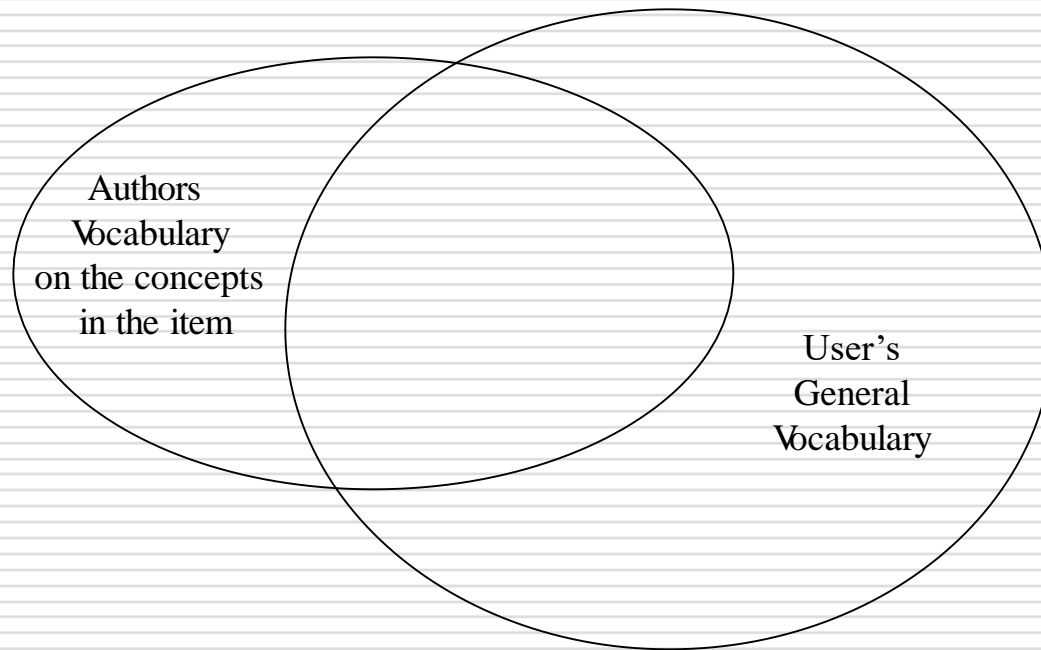 Authors
Vocabulary
on the concepts
in the item
User’s
General
Vocabulary